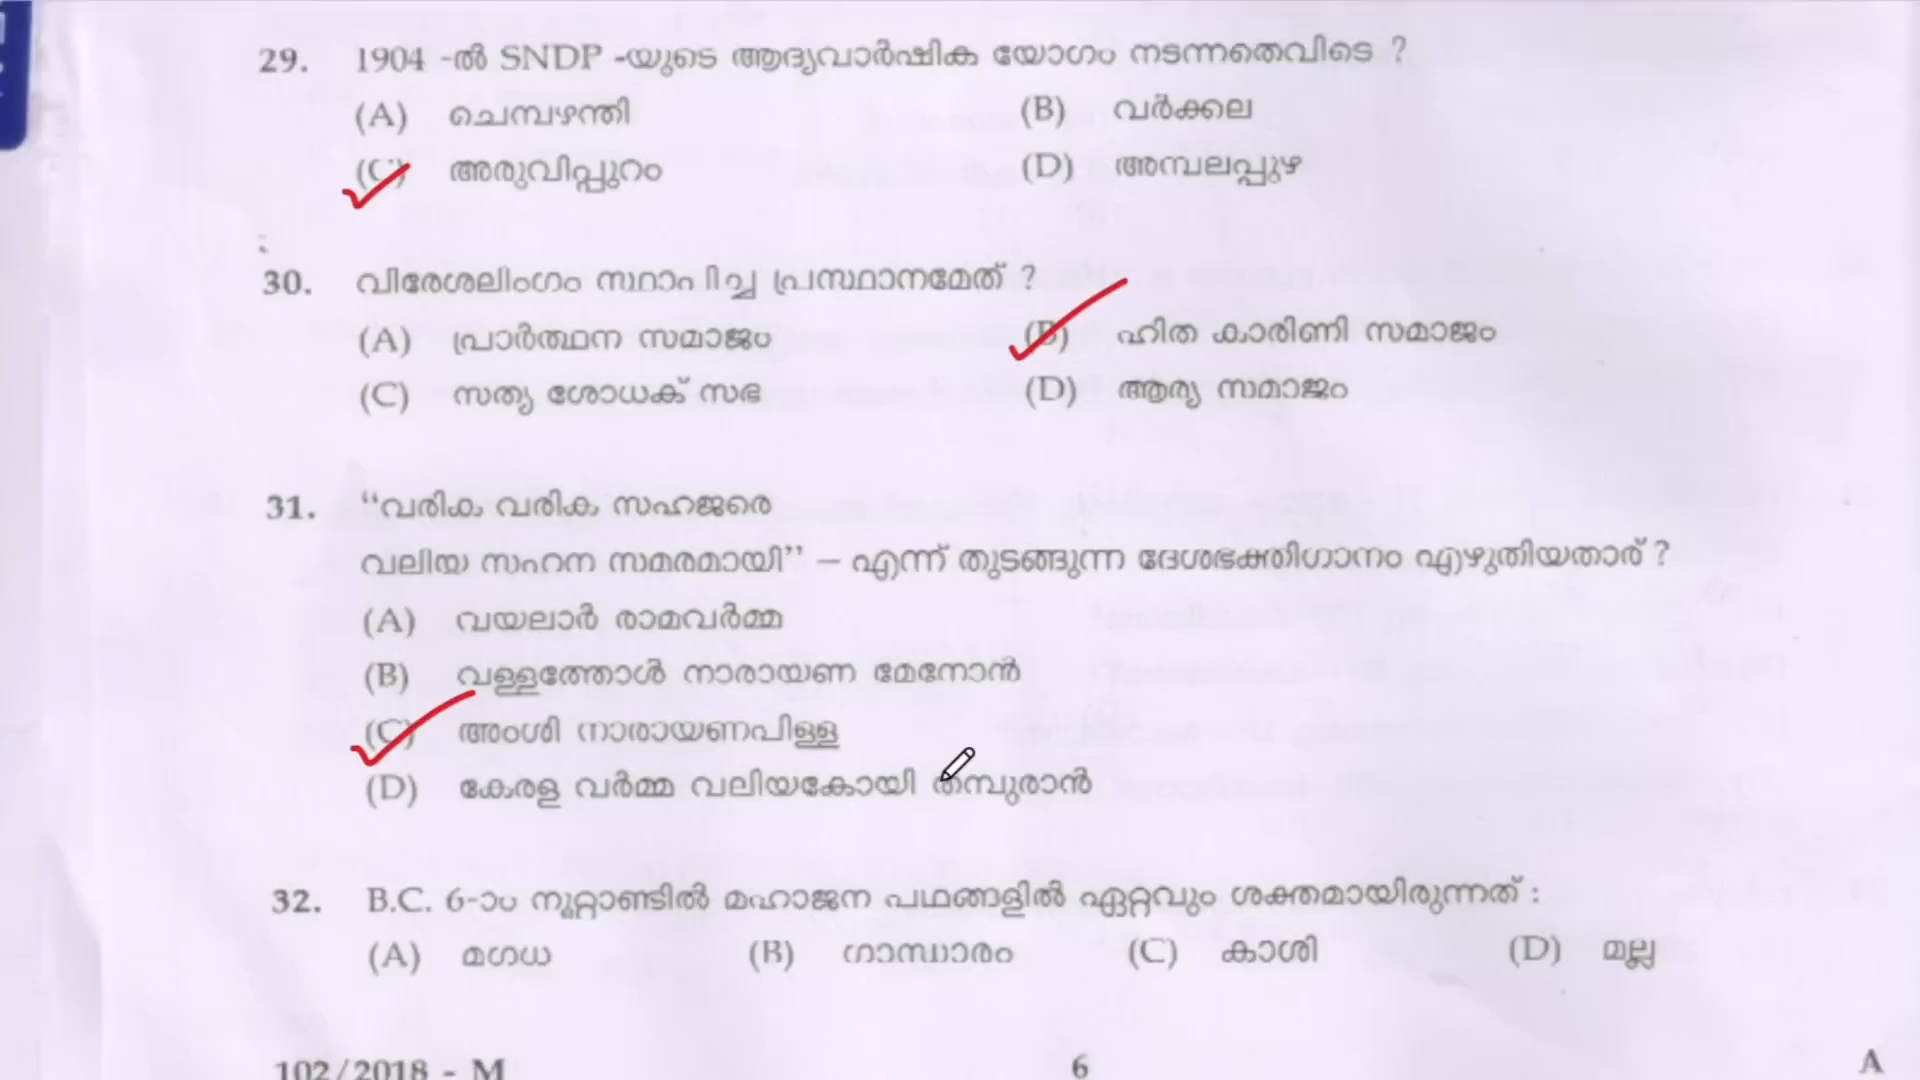 29. 1904 -ൽ SNDP -യുടെ ആദ്യവാർഷിക യോഗം നടന്നതെവിടെ ?
(A) ചെമ്പഴന്തി (B) വർക്കല
(C) അരുവിപ്പുറം (D) അമ്പലപ്പുഴ
30. വിരേശലിംഗം സ്ഥാപിച്ച പ്രസ്ഥാനമേത് ?
(A) പ്രാർത്ഥന സമാജം (B) ഹിത കാരിണി സമാജം
(C) സത്യ ശോധക് സഭ (D) ആര്യ സമാജം
31. “വരിക വരിക സഹജരെ
വലിയ സഹന സമരമായി” – എന്ന് തുടങ്ങുന്ന ദേശഭക്തിഗാനം എഴുതിയതാര് ?
(A) വയലാർ രാമവർമ്മ
(B) വള്ളത്തോൾ നാരായണ മേനോൻ
(C) അംശി നാരായണപിള്ള
(D) കേരള വർമ്മ വലിയകോയി തമ്പുരാൻ
32. B.C. 6-ാം നൂറ്റാണ്ടിൽ മഹാജന പഥങ്ങളിൽ ഏറ്റവും ശക്തമായിരുന്നത് :
(A) മഗധ (B) ഗാന്ധാരം (C) കാശി (D) മല്ല
102/2018 - M 6 A